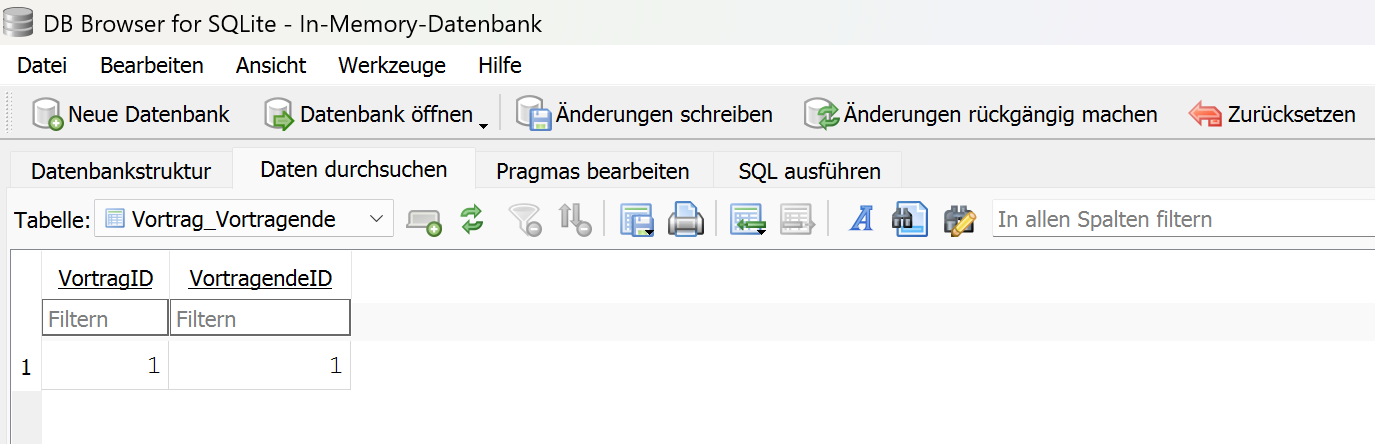 DB Browser for SQLite - In-Memory-Datenbank
Datei Bearbeiten Ansicht Werkzeuge Hilfe
Neue Datenbank Datenbank öffnen Änderungen schreiben Änderungen rückgängig machen Zurücksetzen
Datenbankstruktur Daten durchsuchen Pragmas bearbeiten SQL ausführen
Tabelle: Vortrag_Vortragende In allen Spalten filtern
VortragID VortragendeID
Filtern Filtern
1 1 1